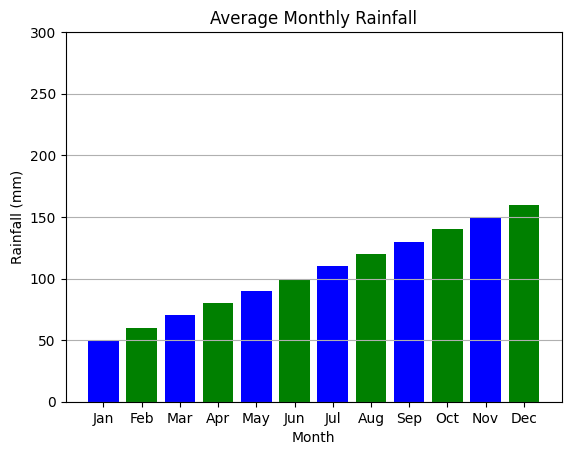 Average Monthly Rainfall
300
250
200
150
100
50
0
Rainfall (mm)
Jan Feb Mar Apr May Jun Jul Aug Sep Oct Nov Dec
Month